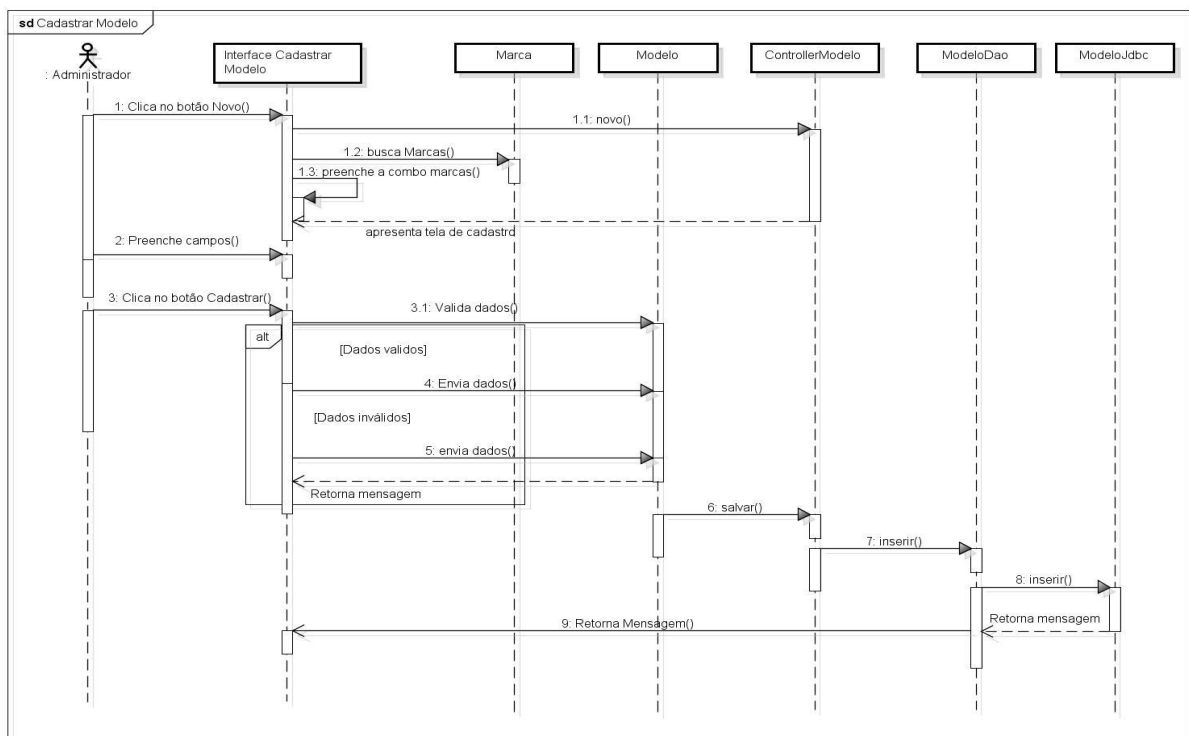 sd Cadastrar Modelo
: Administrador
Interface Cadastrar
Modelo
Marca
Modelo
ControllerModelo
ModeloDao
ModeloJdbc
1: Clica no botão Novo()
1.1: novo()
1.2: busca Marcas()
1.3: preenche a combo marcas()
apresenta tela de cadastro
2: Preenche campos()
3: Clica no botão Cadastrar()
3.1: Valida dados()
alt
[Dados validos]
4: Envia dados()
[Dados inválidos]
5: envia dados()
Retorna mensagem
6: salvar()
7: inserir()
8: inserir()
Retorna mensagem
9: Retorna Mensagem()